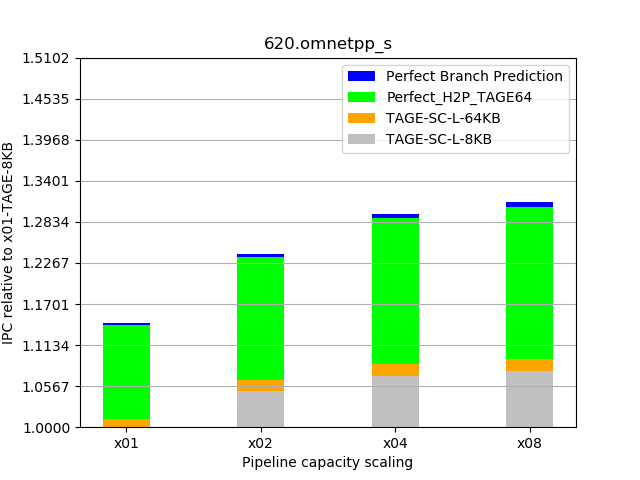 620.omnetpp_s
1.5102
1.4535
1.3968
1.3401
1.2834
1.2267
1.1701
1.1134
1.0567
1.0000
IPC relative to x01-TAGE-8KB
Perfect Branch Prediction
Perfect_H2P_TAGE64
TAGE-SC-L-64KB
TAGE-SC-L-8KB
x01 x02 x04 x08
Pipeline capacity scaling